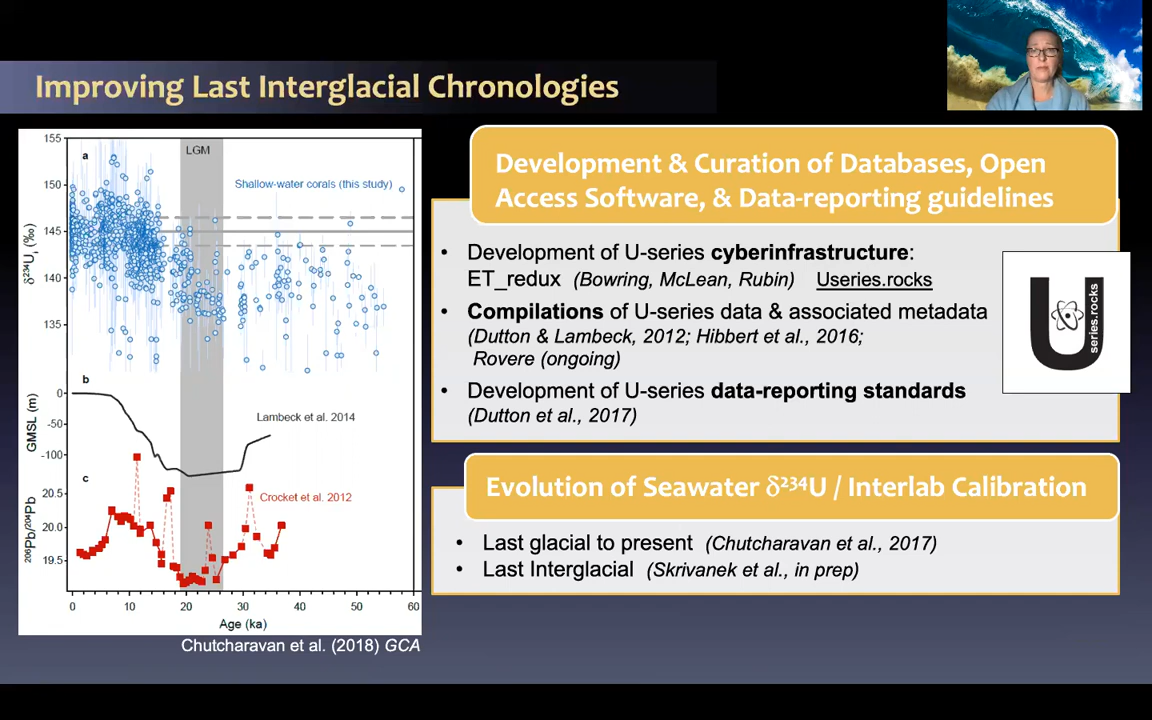 Improving Last Interglacial Chronologies
155
150
145
140
135
δ²³⁴Uᵢ (‰)
a
LGM
Shallow-water corals (this study)
b
0
-50
-100
GMSL (m)
Lambeck et al. 2014
c
20.5
20.0
19.5
²⁰⁶Pb/²⁰⁴Pb
Crocket et al. 2012
0 10 20 30 40 50 60
Age (ka)
Chutcharavan et al. (2018) GCA
Development & Curation of Databases, Open
Access Software, & Data-reporting guidelines
• Development of U-series cyberinfrastructure:
ET_redux (Bowring, McLean, Rubin) Useries.rocks
• Compilations of U-series data & associated metadata
(Dutton & Lambeck, 2012; Hibbert et al., 2016;
Rovere (ongoing)
• Development of U-series data-reporting standards
(Dutton et al., 2017)
U
series.rocks
Evolution of Seawater δ²³⁴U / Interlab Calibration
• Last glacial to present (Chutcharavan et al., 2017)
• Last Interglacial (Skrivanek et al., in prep)